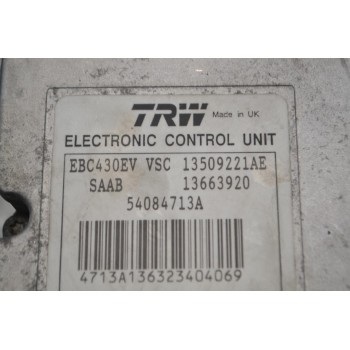 TRW Made in UK
ELECTRONIC CONTROL UNIT
EBC430EV VSC 13509221AE
SAAB 13663920
54084713A
4713A136323404069